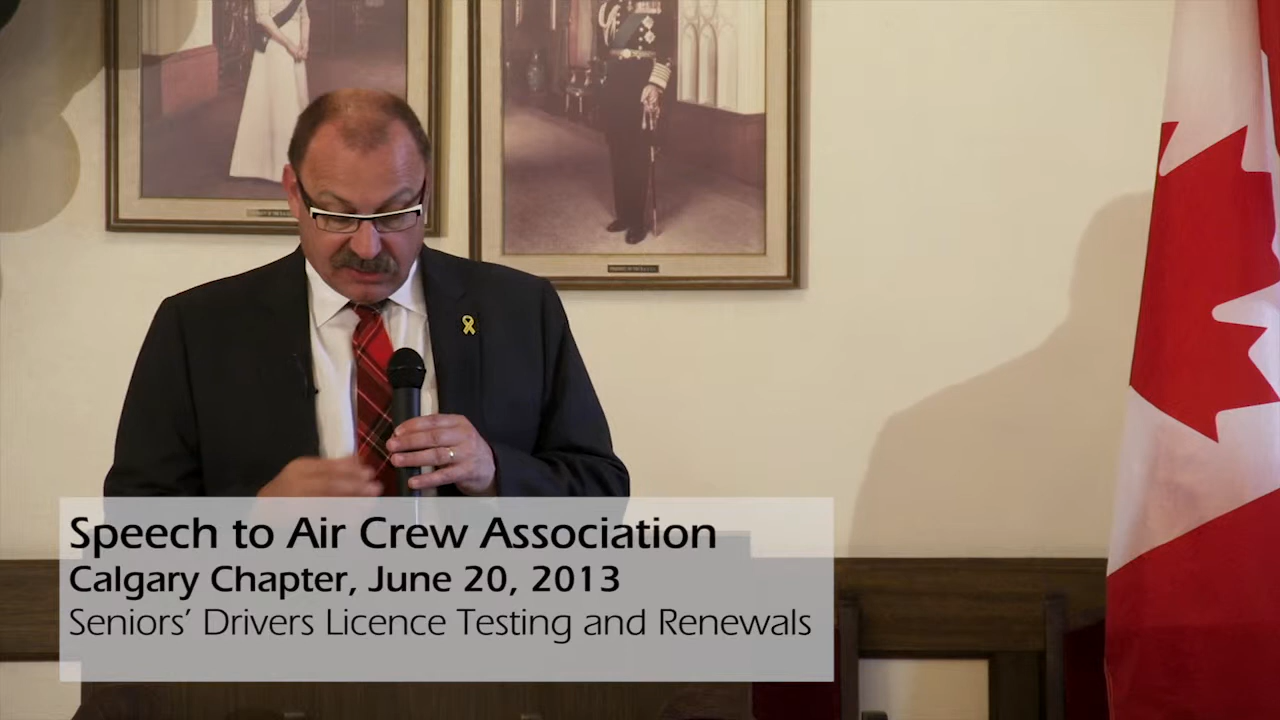 Speech to Air Crew Association
Calgary Chapter, June 20, 2013
Seniors' Drivers Licence Testing and Renewals